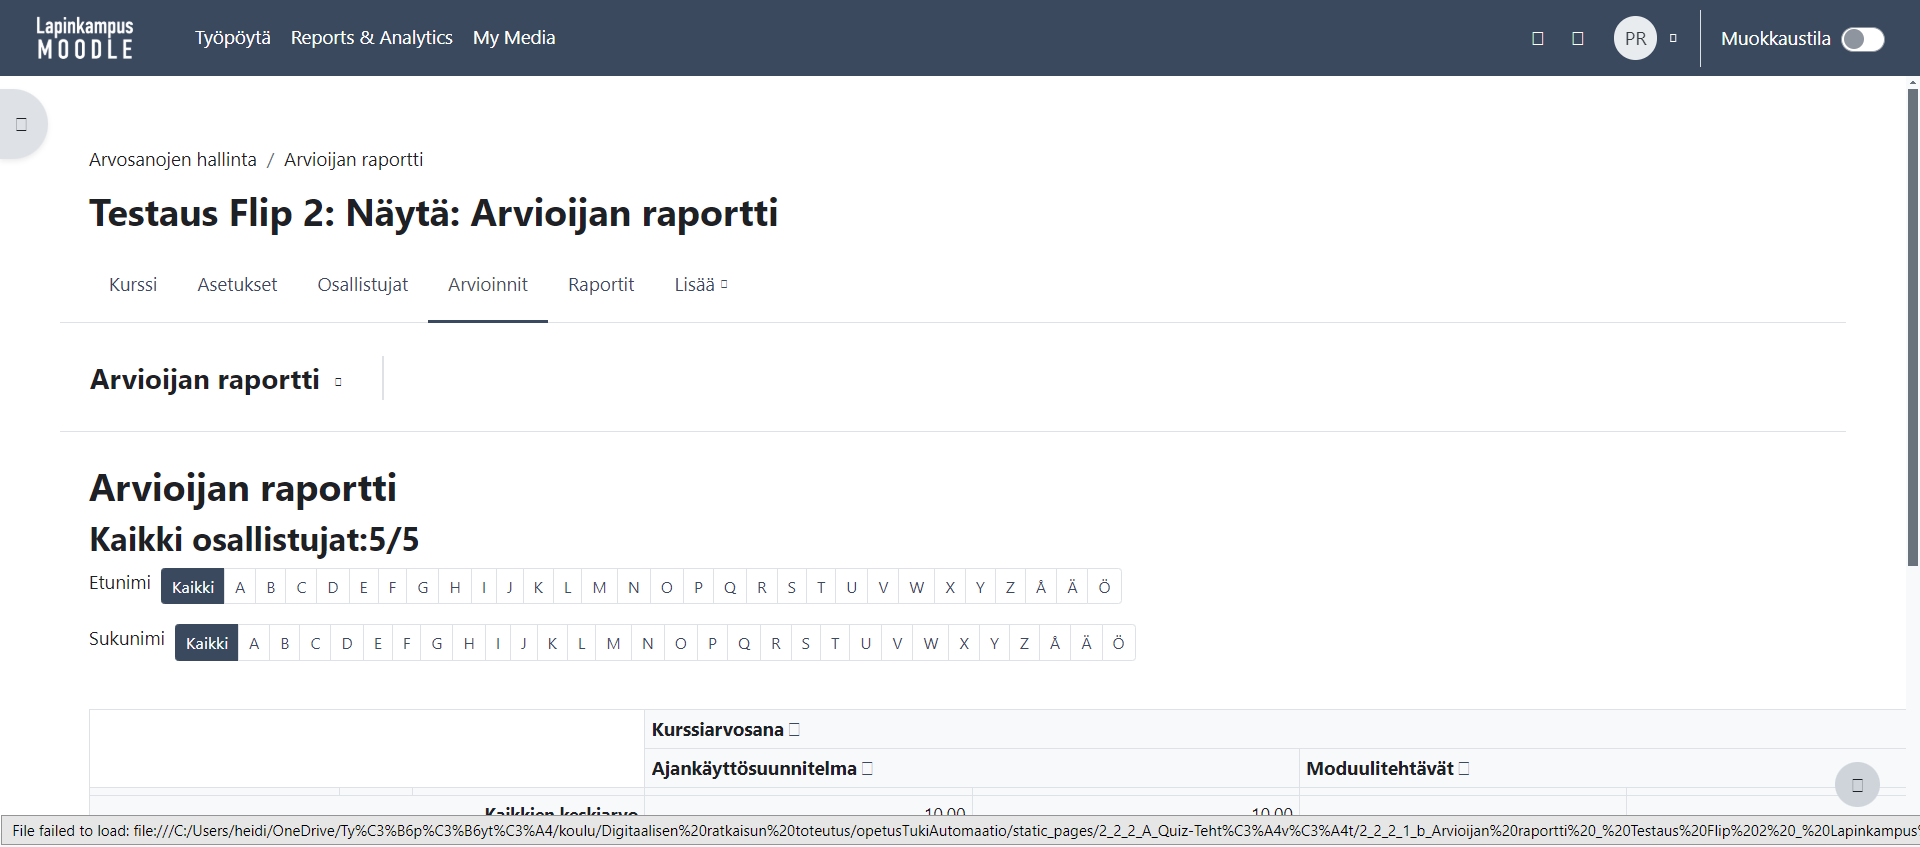 Lapinkampus
MOODLE
Työpöytä Reports & Analytics My Media
PR
Muokkaustila
Arvosanojen hallinta / Arvioijan raportti
Testaus Flip 2: Näytä: Arvioijan raportti
Kurssi Asetukset Osallistujat Arvioinnit Raportit Lisää
Arvioijan raportti
Arvioijan raportti
Kaikki osallistujat:5/5
Etunimi Kaikki A B C D E F G H I J K L M N O P Q R S T U V W X Y Z Å Ä Ö
Sukunimi Kaikki A B C D E F G H I J K L M N O P Q R S T U V W X Y Z Å Ä Ö
Kurssiarvosana
Ajankäyttösuunnitelma Moduulitehtävät
Kaikkien keskiarvo 10,00 10,00
File failed to load: file:///C:/Users/heidi/OneDrive/Ty%C3%B6p%C3%B6yt%C3%A4/koulu/Digitaalisen%20ratkaisun%20toteutus/opetusTukiAutomaatio/static_pages/2_2_2_A_Quiz-Teht%C3%A4v%C3%A4t/2_2_2_1_b_Arvioijan%20raportti%20_%20Testaus%20Flip%202%20_%20Lapinkampus%